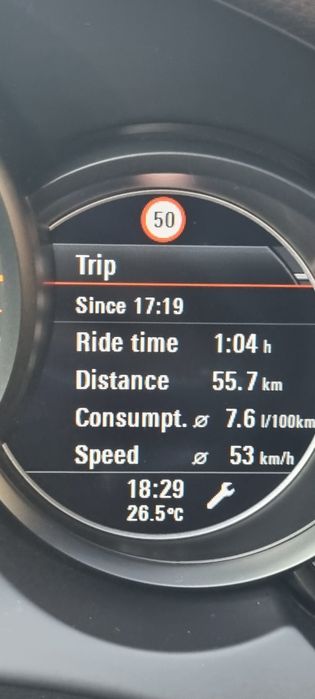 50
Trip
Since 17:19
Ride time 1:04 h
Distance 55.7 km
Consumpt. ⌀ 7.6 l/100km
Speed ⌀ 53 km/h
18:29
26.5°C